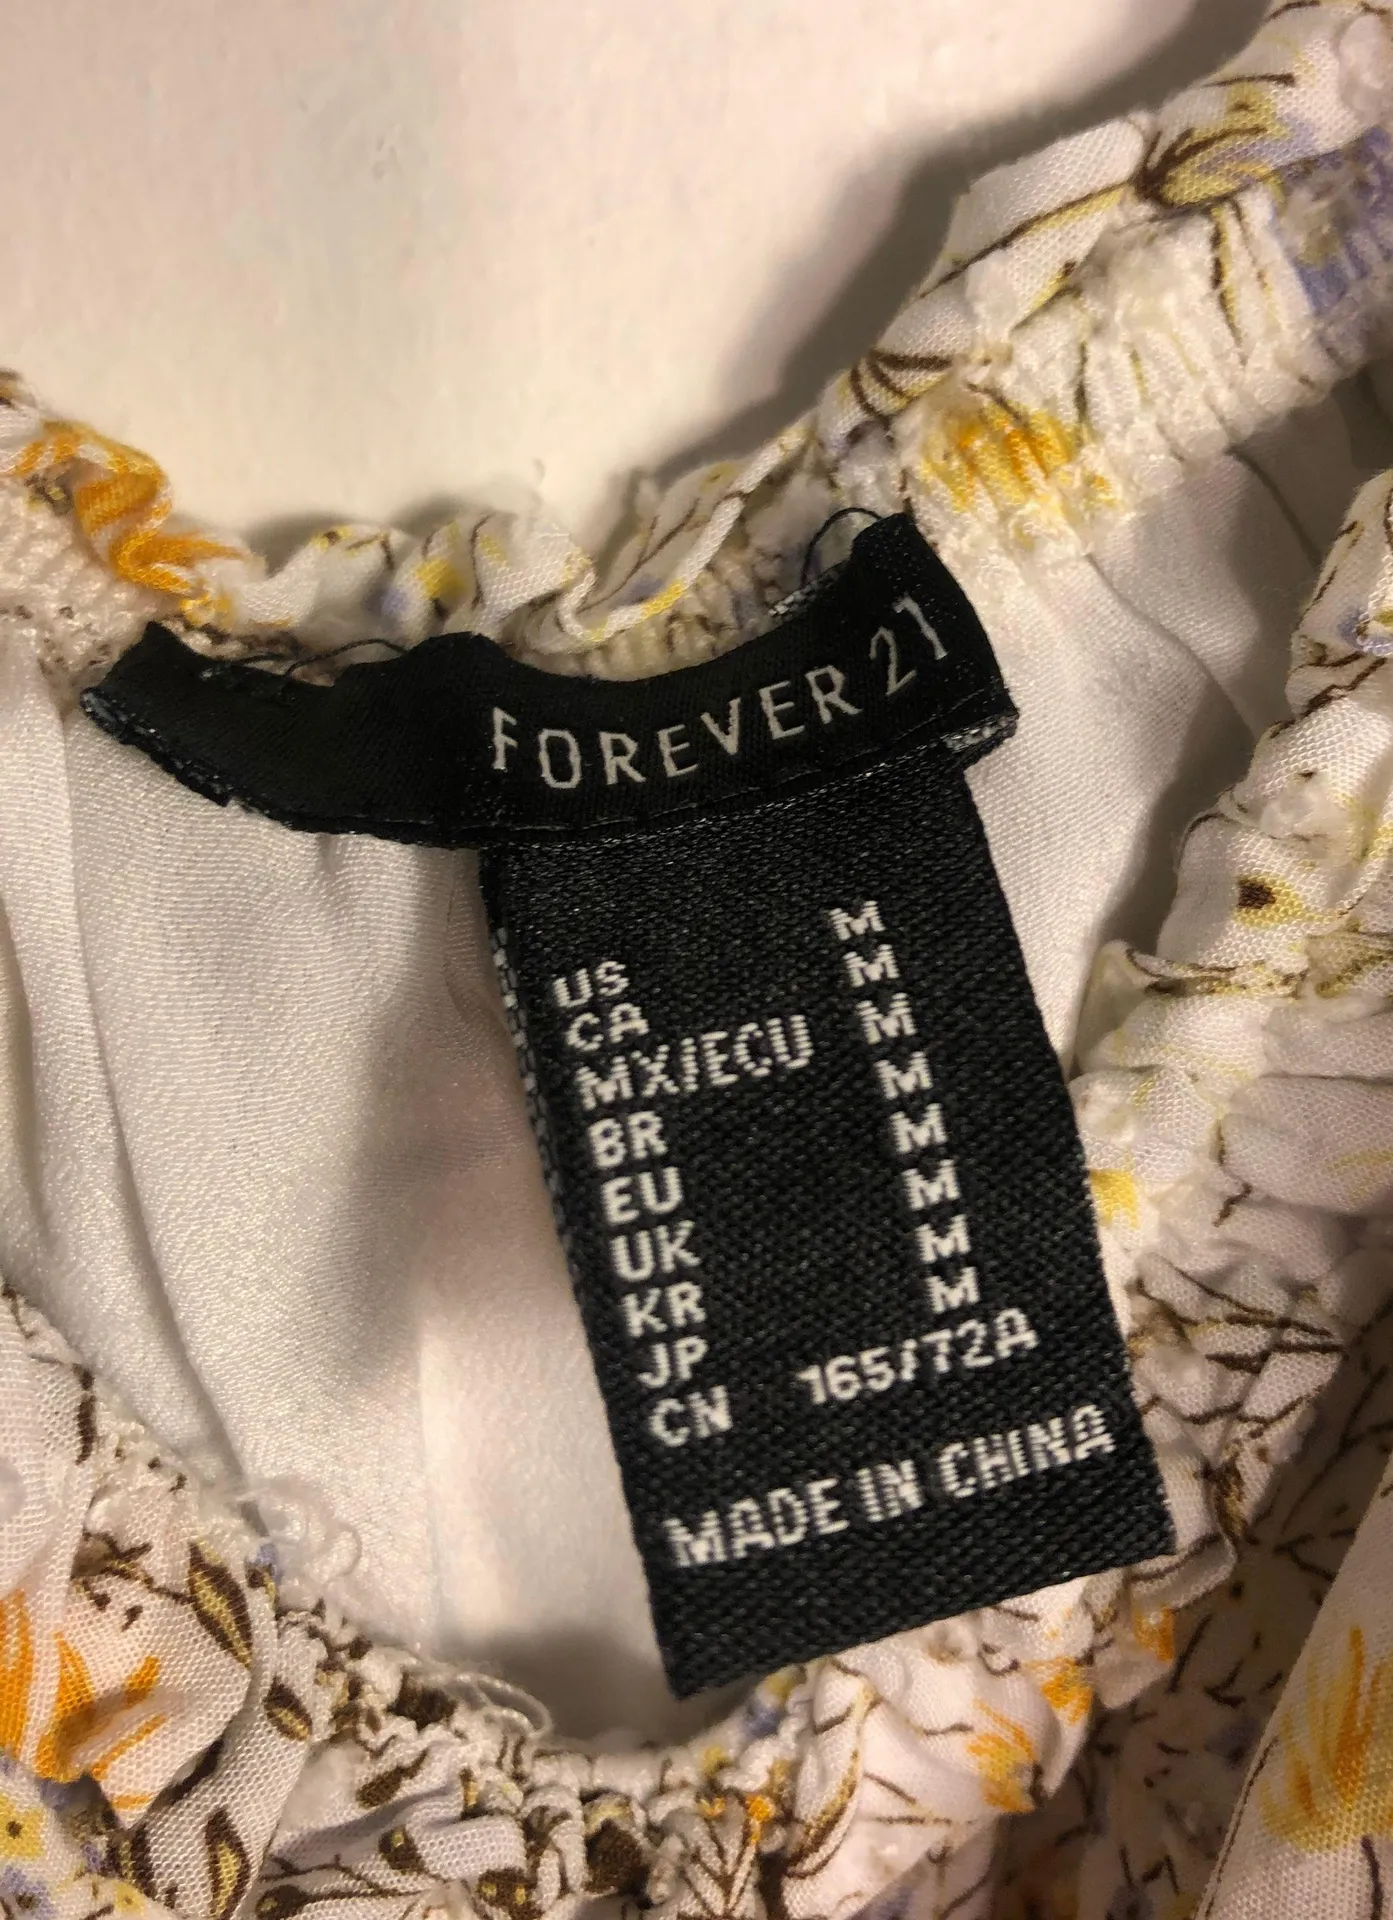 FOREVER 21
US M
CA M
MX/ECU M
BR M
EU M
UK M
KR M
JP M
CN 165/72A
MADE IN CHINA